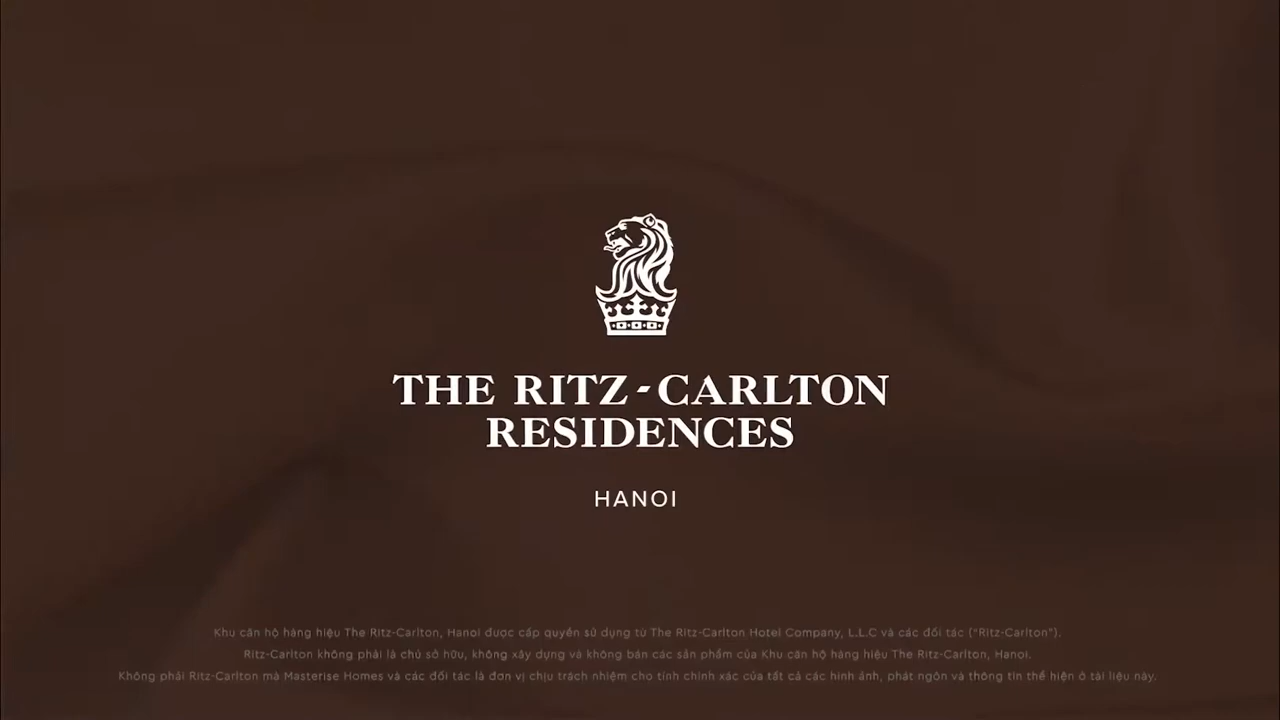 THE RITZ-CARLTON
RESIDENCES
HANOI
Khu căn hộ hàng hiệu The Ritz-Carlton, Hanoi được cấp quyền sử dụng từ The Ritz-Carlton Hotel Company, L.L.C và các đối tác (“Ritz-Carlton”).
Ritz-Carlton không phải là chủ sở hữu, không xây dựng và không bán các sản phẩm của Khu căn hộ hàng hiệu The Ritz-Carlton, Hanoi.
Không phải Ritz-Carlton mà Masterise Homes và các đối tác là đơn vị chịu trách nhiệm cho tính chính xác của tất cả các hình ảnh, phát ngôn và thông tin thể hiện ở tài liệu này.